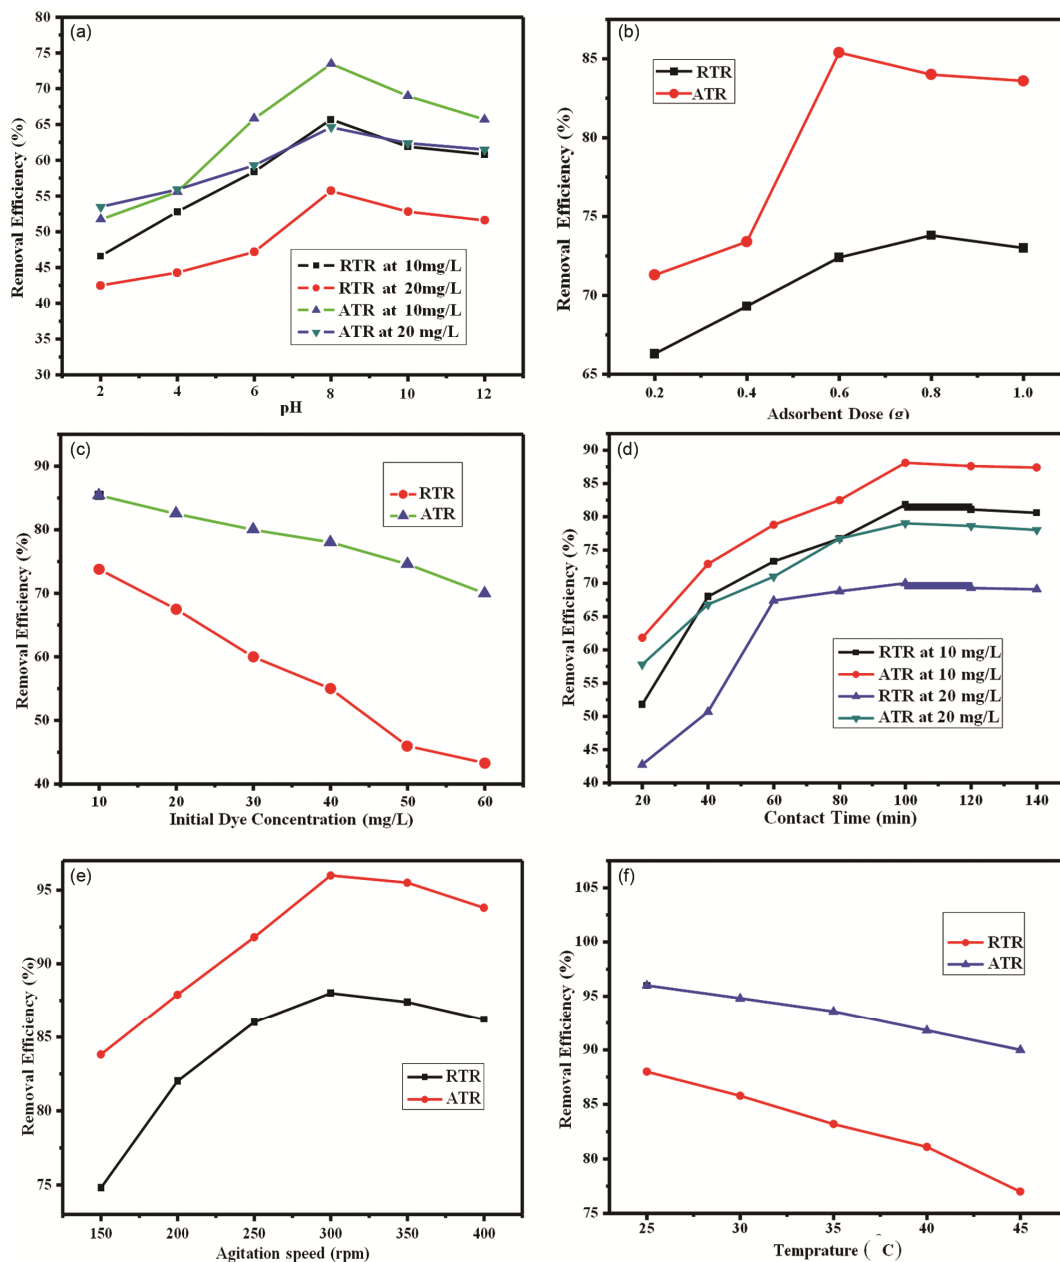 (a)
80
75
70
65
60
55
50
45
40
35
30
Removal Efficiency (%)
RTR at 10mg/L
RTR at 20mg/L
ATR at 10mg/L
ATR at 20 mg/L
2 4 6 8 10 12
pH
(b)
85
80
75
70
65
Removal Efficiency (%)
RTR
ATR
0.2 0.4 0.6 0.8 1.0
Adsorbent Dose (g)
(c)
90
80
70
60
50
40
Removal Efficiency (%)
RTR
ATR
10 20 30 40 50 60
Initial Dye Concentration (mg/L)
(d)
90
85
80
75
70
65
60
55
50
45
40
Removal Efficiency (%)
RTR at 10 mg/L
ATR at 10 mg/L
RTR at 20 mg/L
ATR at 20 mg/L
20 40 60 80 100 120 140
Contact Time (min)
(e)
95
90
85
80
75
Removal Efficiency (%)
RTR
ATR
150 200 250 300 350 400
Agitation speed (rpm)
(f)
105
100
95
90
85
80
75
Removal Efficiency (%)
RTR
ATR
25 30 35 40 45
Temprature (ˆC)